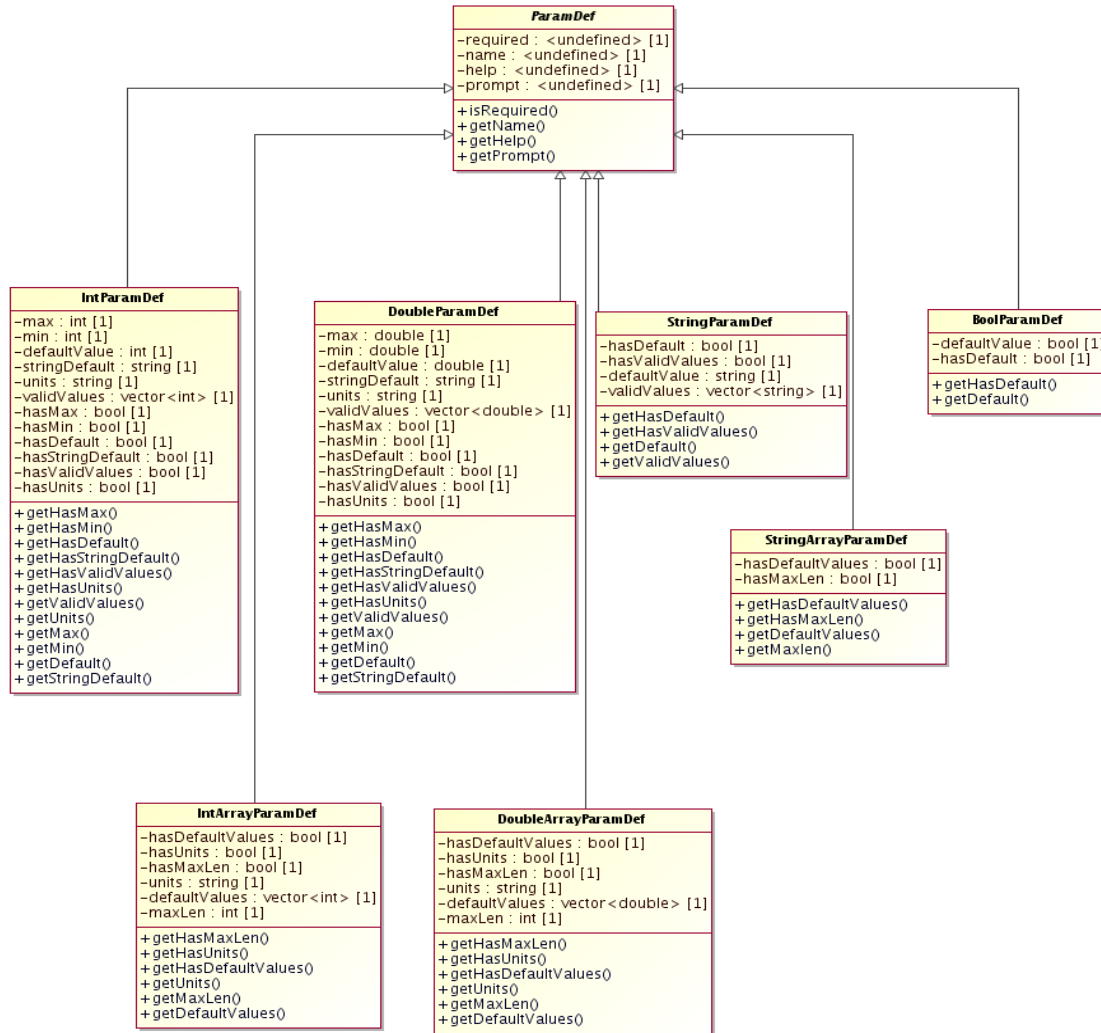 ParamDef
-required : <undefined> [1]
-name : <undefined> [1]
-help : <undefined> [1]
-prompt : <undefined> [1]
+isRequired()
+getName()
+getHelp()
+getPrompt()
IntParamDef
-max : int [1]
-min : int [1]
-defaultValue : int [1]
-stringDefault : string [1]
-units : string [1]
-validValues : vector<int> [1]
-hasMax : bool [1]
-hasMin : bool [1]
-hasDefault : bool [1]
-hasStringDefault : bool [1]
-hasValidValues : bool [1]
-hasUnits : bool [1]
+getHasMax()
+getHasMin()
+getHasDefault()
+getHasStringDefault()
+getHasValidValues()
+getHasUnits()
+getValidValues()
+getUnits()
+getMax()
+getMin()
+getDefault()
+getStringDefault()
DoubleParamDef
-max : double [1]
-min : double [1]
-defaultValue : double [1]
-stringDefault : string [1]
-units : string [1]
-validValues : vector<double> [1]
-hasMax : bool [1]
-hasMin : bool [1]
-hasDefault : bool [1]
-hasStringDefault : bool [1]
-hasValidValues : bool [1]
-hasUnits : bool [1]
+getHasMax()
+getHasMin()
+getHasDefault()
+getHasStringDefault()
+getHasValidValues()
+getHasUnits()
+getValidValues()
+getMax()
+getMin()
+getDefault()
+getStringDefault()
StringParamDef
-hasDefault : bool [1]
-hasValidValues : bool [1]
-defaultValue : string [1]
-validValues : vector<string> [1]
+getHasDefault()
+getHasValidValues()
+getDefault()
+getValidValues()
BoolParamDef
-defaultValue : bool [1]
-hasDefault : bool [1]
+getHasDefault()
+getDefault()
StringArrayParamDef
-hasDefaultValues : bool [1]
-hasMaxLen : bool [1]
+getHasDefaultValues()
+getHasMaxLen()
+getDefaultValues()
+getMaxlen()
IntArrayParamDef
-hasDefaultValues : bool [1]
-hasUnits : bool [1]
-hasMaxLen : bool [1]
-units : string [1]
-defaultValues : vector<int> [1]
-maxLen : int [1]
+getHasMaxLen()
+getHasUnits()
+getHasDefaultValues()
+getUnits()
+getMaxLen()
+getDefaultValues()
DoubleArrayParamDef
-hasDefaultValues : bool [1]
-hasUnits : bool [1]
-hasMaxLen : bool [1]
-units : string [1]
-defaultValues : vector<double> [1]
-maxLen : int [1]
+getHasMaxLen()
+getHasUnits()
+getHasDefaultValues()
+getUnits()
+getMaxLen()
+getDefaultValues()